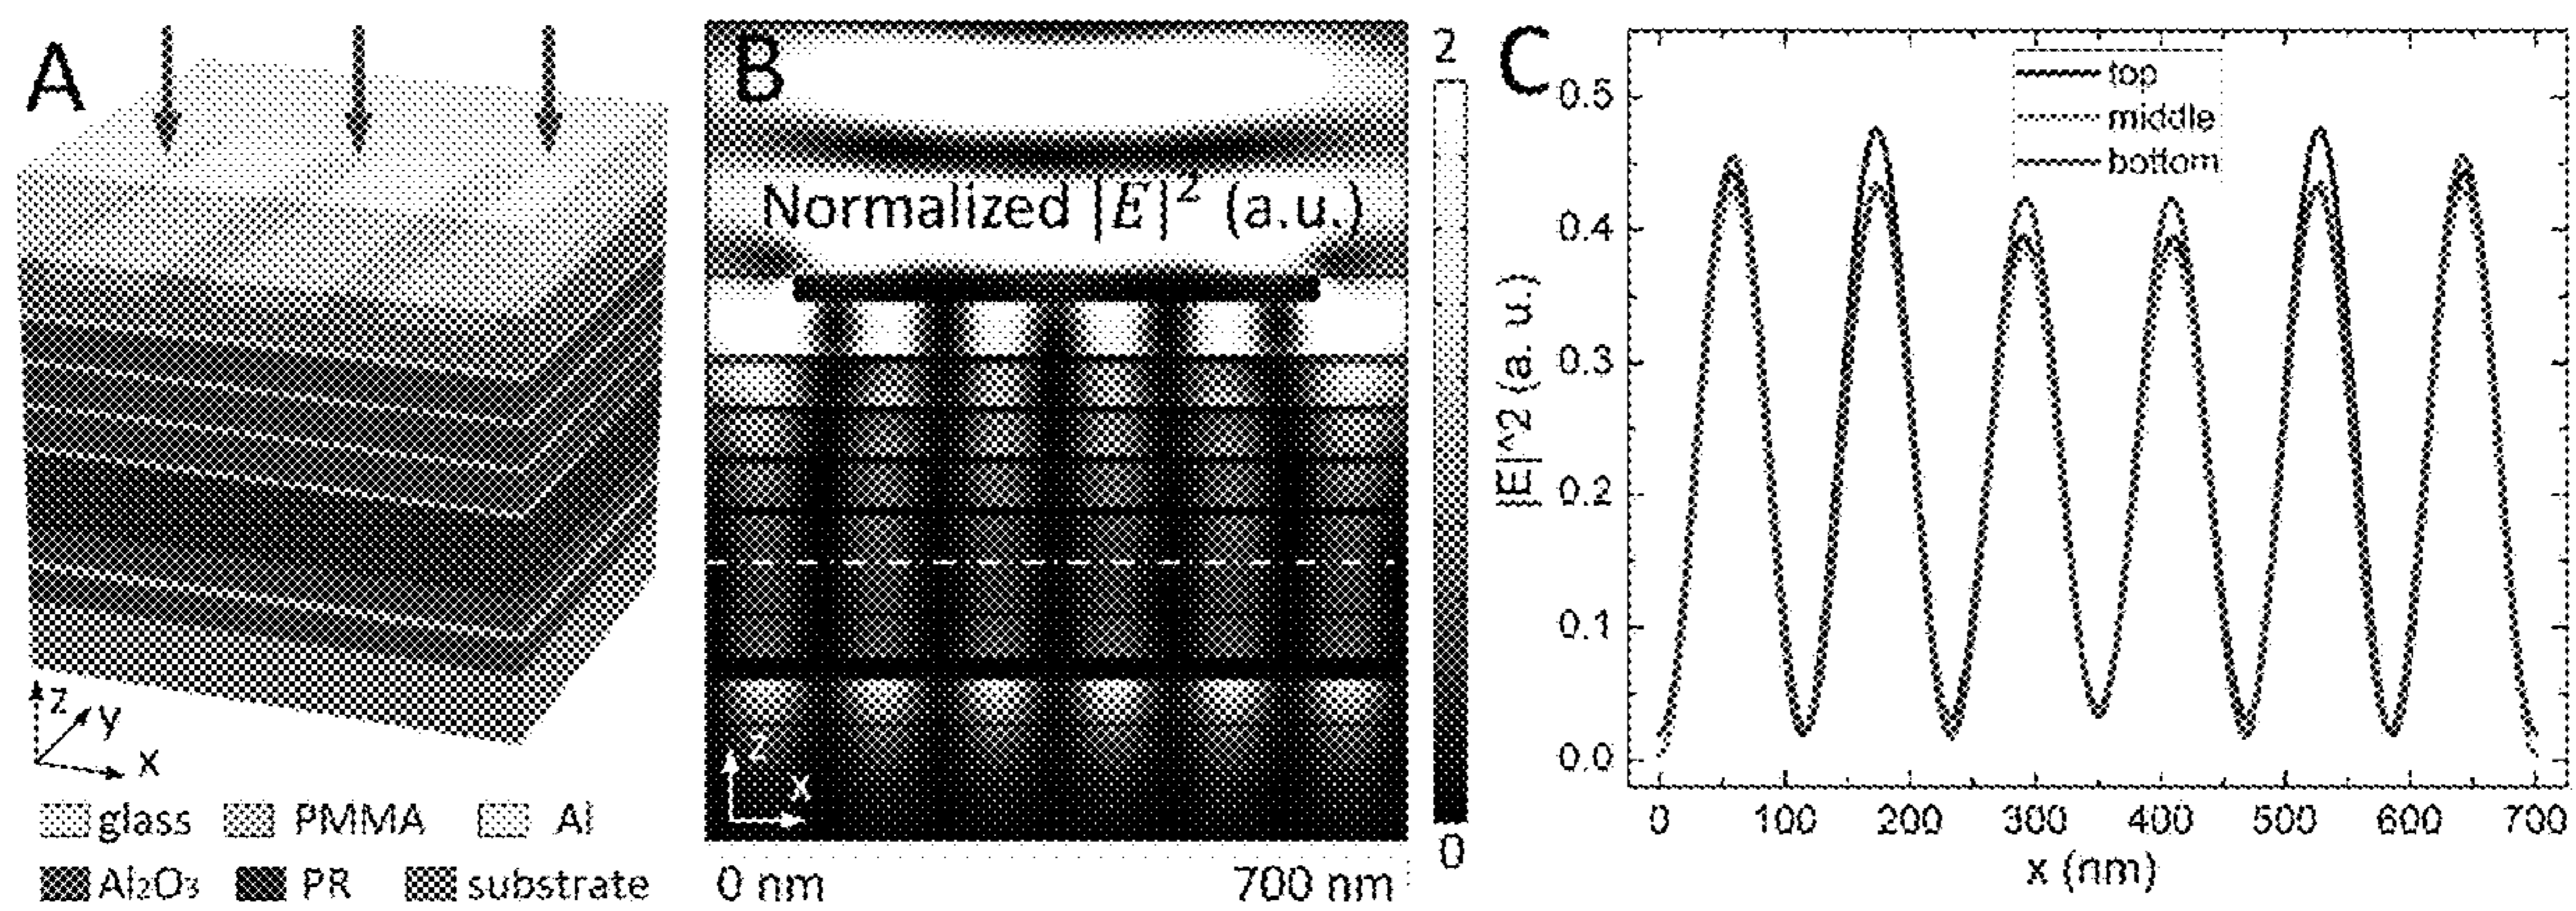 A
z
y
x
glass PMMA Al
Al₂O₃ PR substrate
B
Normalized |E|² (a.u.)
2
0
z
x
0 nm 700 nm
C
top
middle
bottom
|E|^2 (a. u.)
0.5
0.4
0.3
0.2
0.1
0.0
0 100 200 300 400 500 600 700
x (nm)